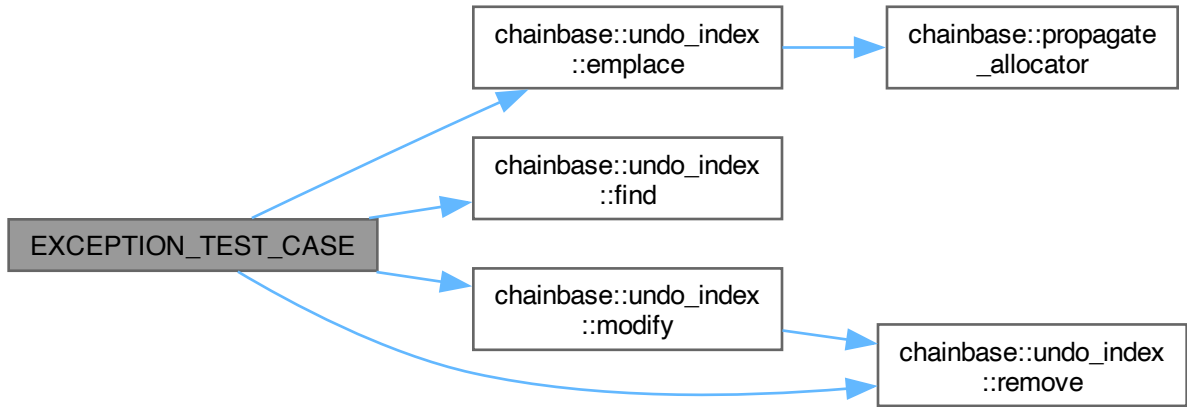 chainbase::undo_index
::emplace
chainbase::propagate
_allocator
chainbase::undo_index
::find
EXCEPTION_TEST_CASE
chainbase::undo_index
::modify
chainbase::undo_index
::remove